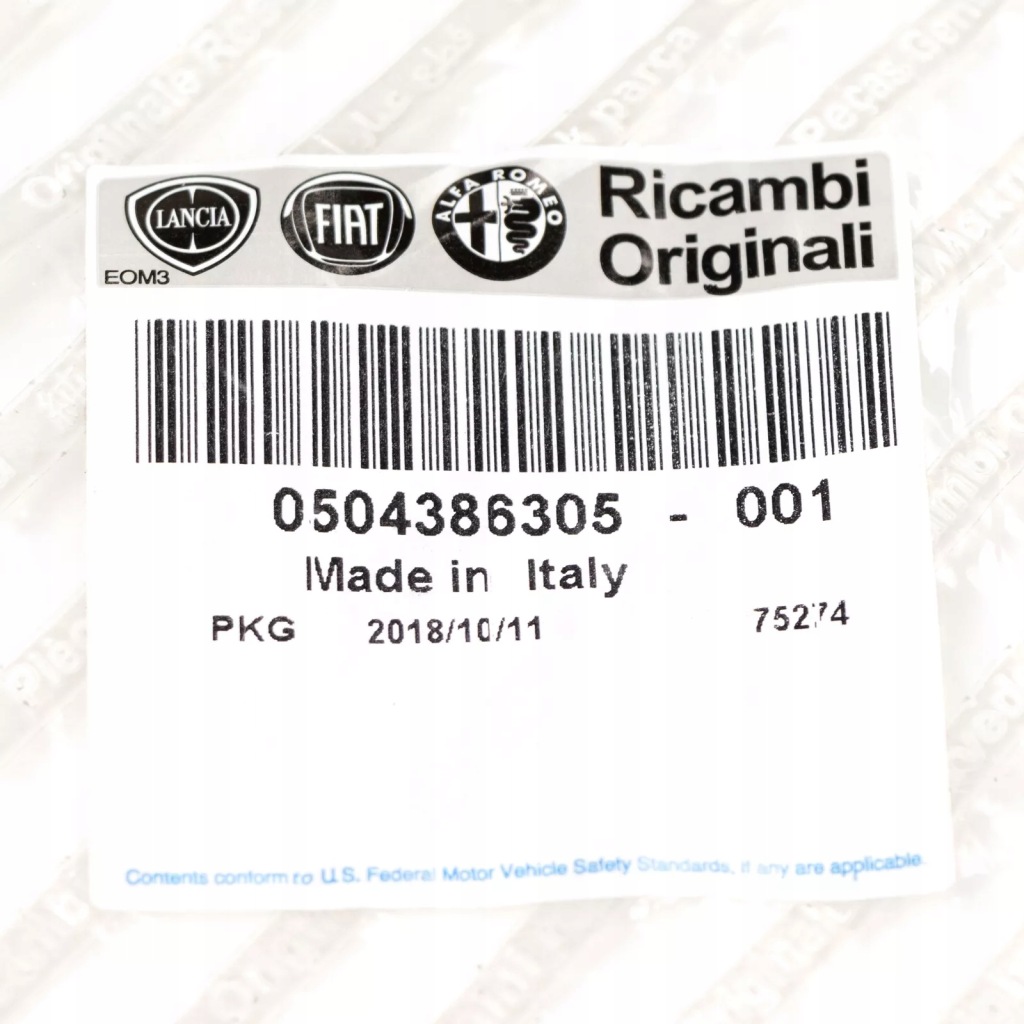 LANCIA
FIAT
ALFA ROMEO
Ricambi
Originali
EOM3
0504386305 - 001
Made in Italy
PKG 2018/10/11 75274
Contents conform to U.S. Federal Motor Vehicle Safety Standards, if any are applicable.